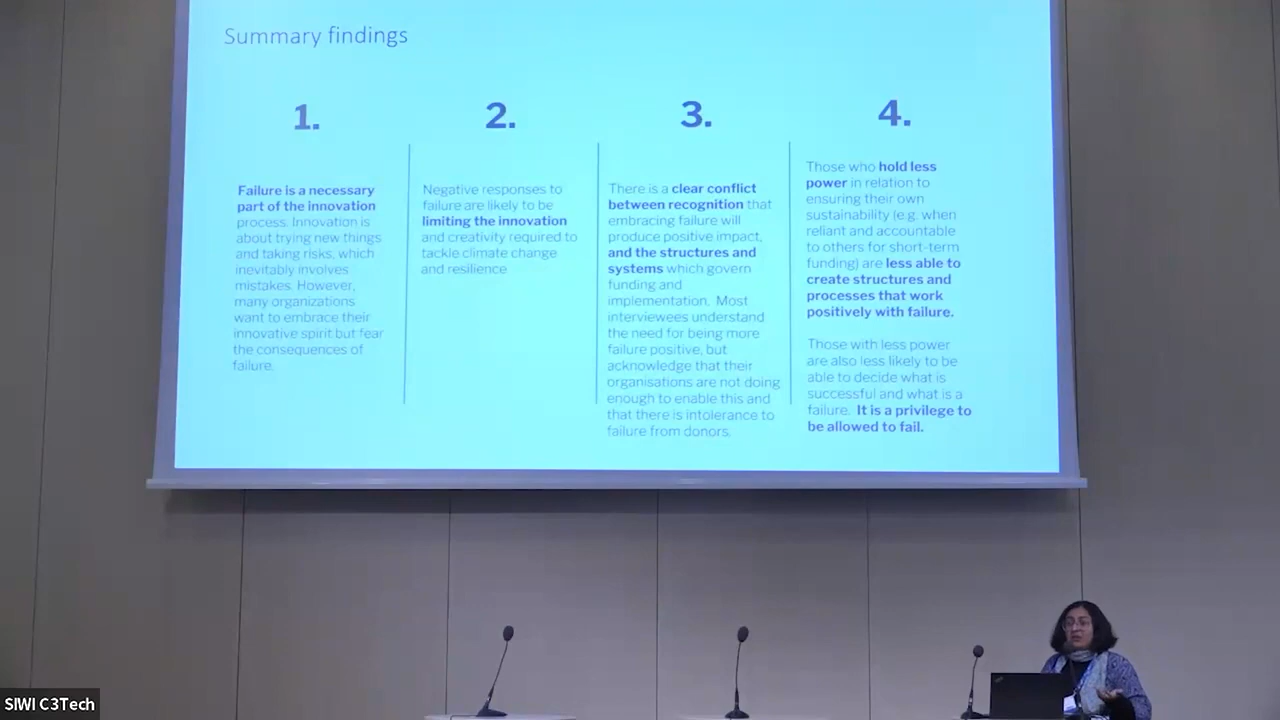 Summary findings
1.
Failure is a necessary
part of the innovation
process. Innovation is
about trying new things
and taking risks, which
inevitably involves
mistakes. However,
many organizations
want to embrace their
innovative spirit but fear
the consequences of
failure.
2.
Negative responses to
failure are likely to be
limiting the innovation
and creativity required to
tackle climate change
and resilience
3.
There is a clear conflict
between recognition that
embracing failure will
produce positive impact,
and the structures and
systems which govern
funding and
implementation. Most
interviewees understand
the need for being more
failure positive, but
acknowledge that their
organisations are not doing
enough to enable this and
that there is intolerance to
failure from donors.
4.
Those who hold less
power in relation to
ensuring their own
sustainability (e.g. when
reliant and accountable
to others for short-term
funding) are less able to
create structures and
processes that work
positively with failure.
Those with less power
are also less likely to be
able to decide what is
successful and what is a
failure. It is a privilege to
be allowed to fail.
SIWI C3Tech